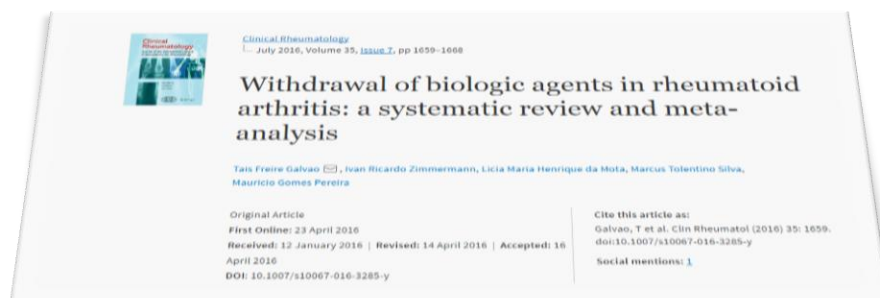 Clinical Rheumatology
Clinical Rheumatology
July 2016, Volume 35, Issue 7, pp 1659–1668
Withdrawal of biologic agents in rheumatoid
arthritis: a systematic review and meta-
analysis
Tais Freire Galvao, Ivan Ricardo Zimmermann, Licia Maria Henrique da Mota, Marcus Tolentino Silva,
Mauricio Gomes Pereira
Original Article
First Online: 23 April 2016
Received: 12 January 2016 | Revised: 14 April 2016 | Accepted: 16
April 2016
DOI: 10.1007/s10067-016-3285-y
Cite this article as:
Galvao, T et al. Clin Rheumatol (2016) 35: 1659.
doi:10.1007/s10067-016-3285-y
Social mentions: 1